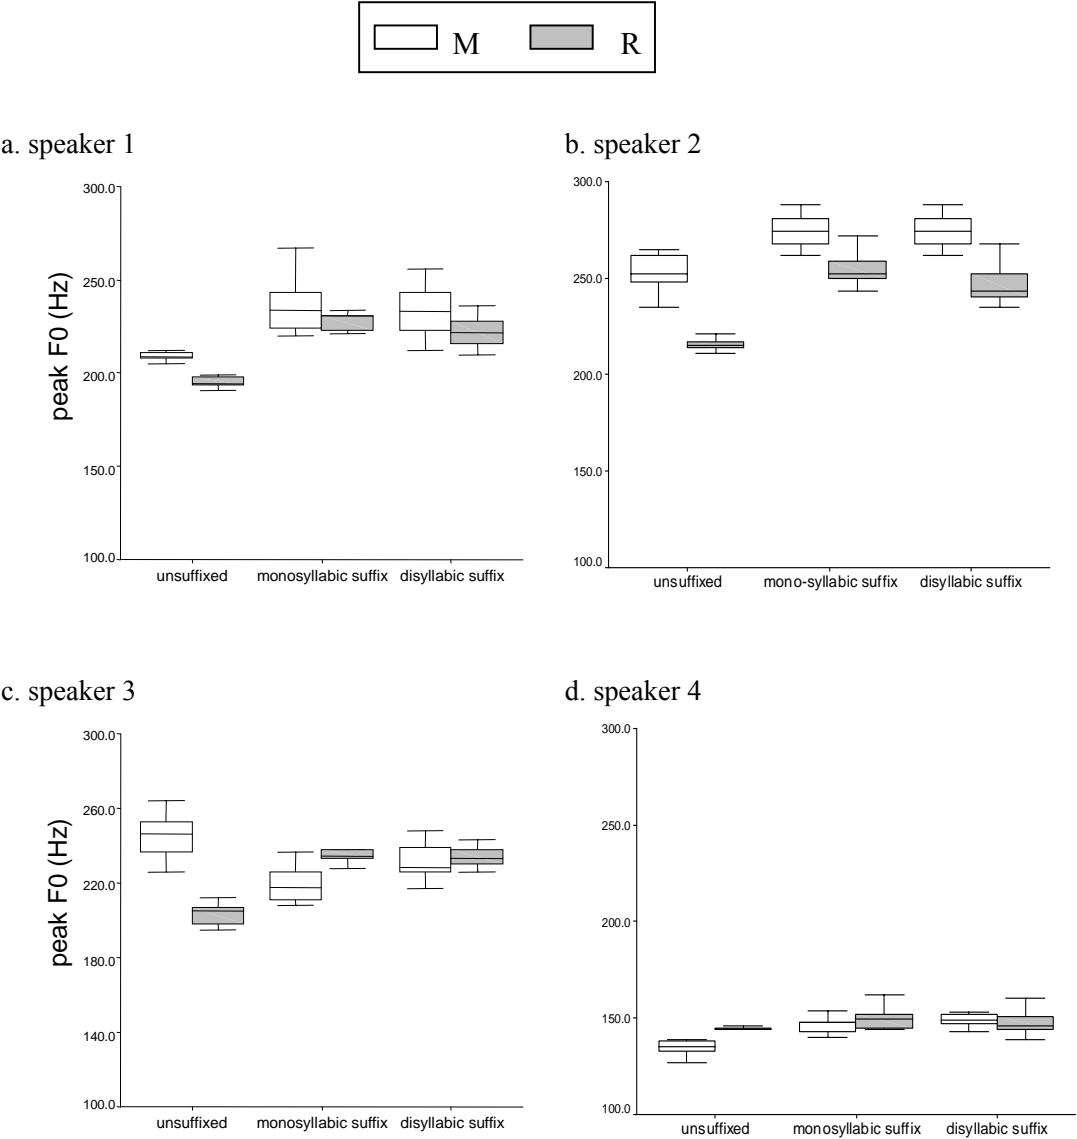 M R
a. speaker 1
b. speaker 2
peak F0 (Hz)
300.0
250.0
200.0
150.0
100.0
unsuffixed monosyllabic suffix disyllabic suffix
300.0
250.0
200.0
150.0
100.0
unsuffixed mono-syllabic suffix disyllabic suffix
c. speaker 3
d. speaker 4
peak F0 (Hz)
300.0
260.0
220.0
180.0
140.0
100.0
unsuffixed monosyllabic suffix disyllabic suffix
300.0
250.0
200.0
150.0
100.0
unsuffixed monosyllabic suffix disyllabic suffix